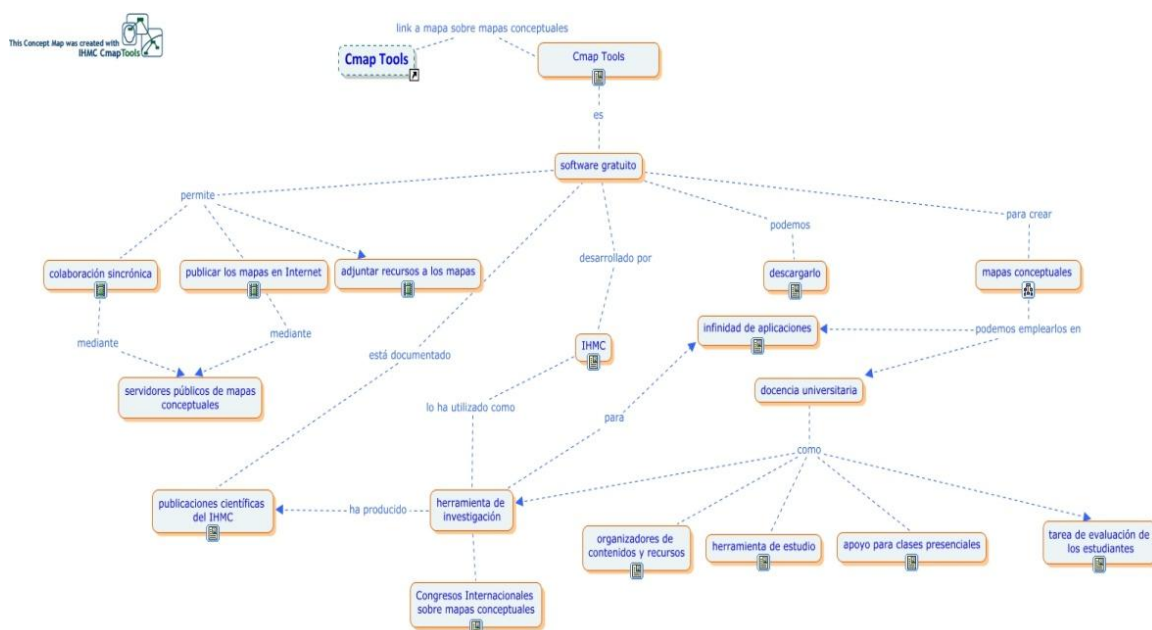 This Concept Map was created with
IHMC CmapTools
link a mapa sobre mapas conceptuales
Cmap Tools
Cmap Tools
es
software gratuito
permite
podemos
para crear
colaboración sincrónica
publicar los mapas en Internet
adjuntar recursos a los mapas
desarrollado por
descargarlo
mapas conceptuales
mediante
mediante
está documentado
IHMC
infinidad de aplicaciones
podemos emplearlos en
servidores públicos de mapas
conceptuales
docencia universitaria
lo ha utilizado como
para
como
publicaciones científicas
del IHMC
ha producido
herramienta de
investigación
organizadores de
contenidos y recursos
herramienta de estudio
apoyo para clases presenciales
tarea de evaluación de
los estudiantes
Congresos Internacionales
sobre mapas conceptuales